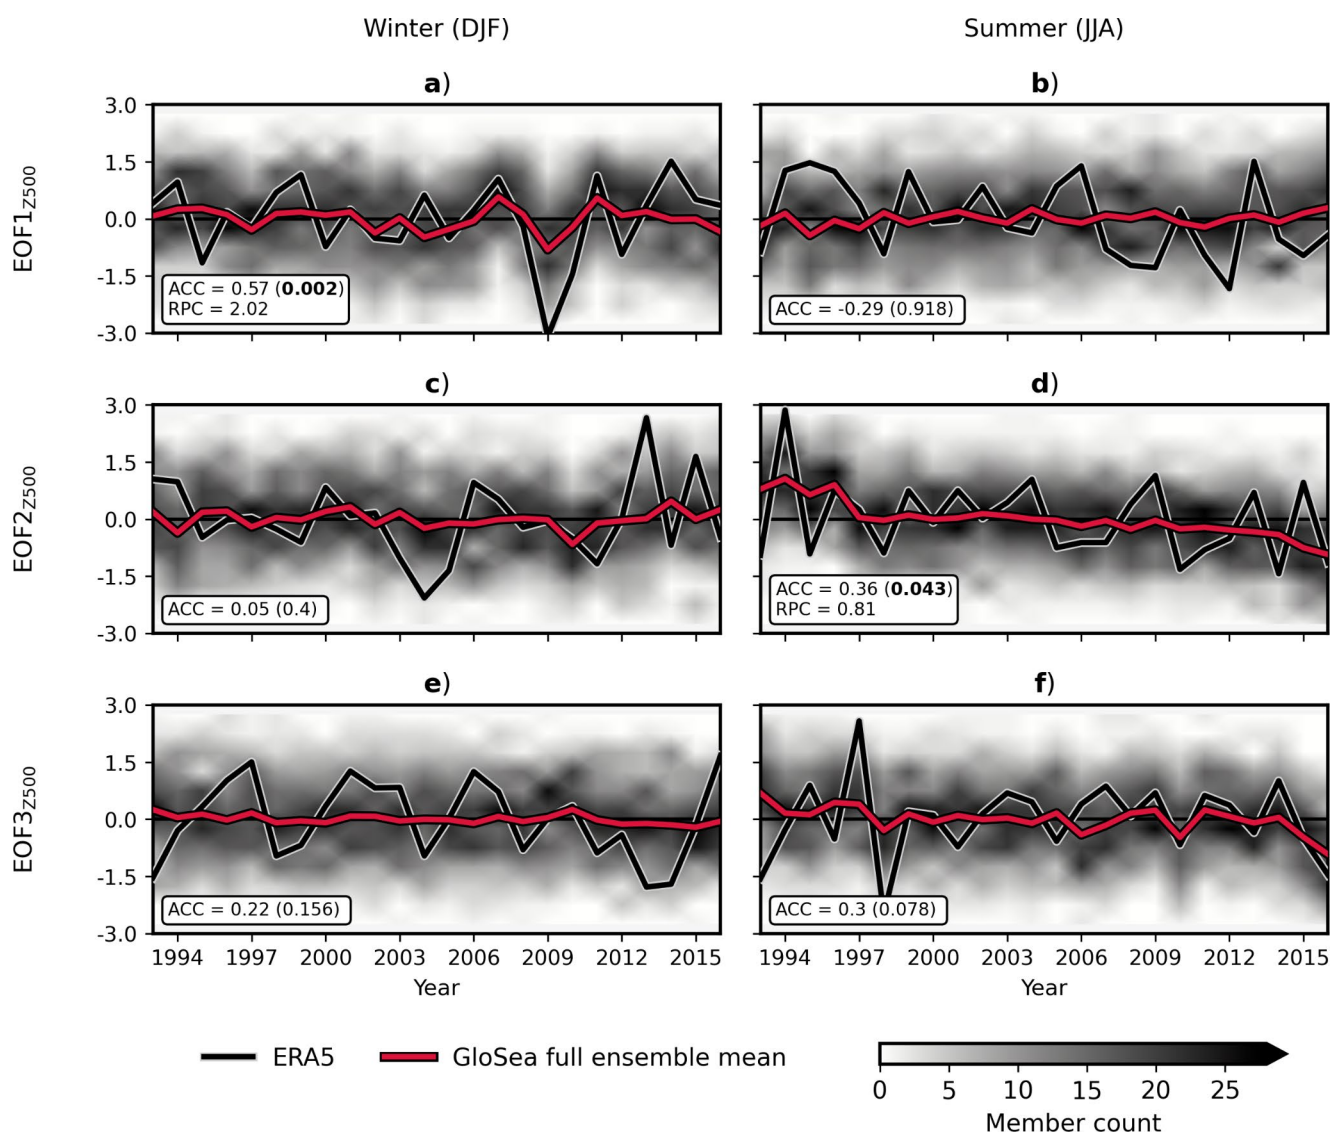 Winter (DJF)
Summer (JJA)
a)
b)
EOF1Z500
3.0
1.5
0.0
-1.5
-3.0
ACC = 0.57 (0.002)
RPC = 2.02
ACC = -0.29 (0.918)
c)
d)
EOF2Z500
3.0
1.5
0.0
-1.5
-3.0
ACC = 0.05 (0.4)
ACC = 0.36 (0.043)
RPC = 0.81
e)
f)
EOF3Z500
3.0
1.5
0.0
-1.5
-3.0
ACC = 0.22 (0.156)
ACC = 0.3 (0.078)
1994 1997 2000 2003 2006 2009 2012 2015
1994 1997 2000 2003 2006 2009 2012 2015
Year
Year
ERA5
GloSea full ensemble mean
0 5 10 15 20 25
Member count